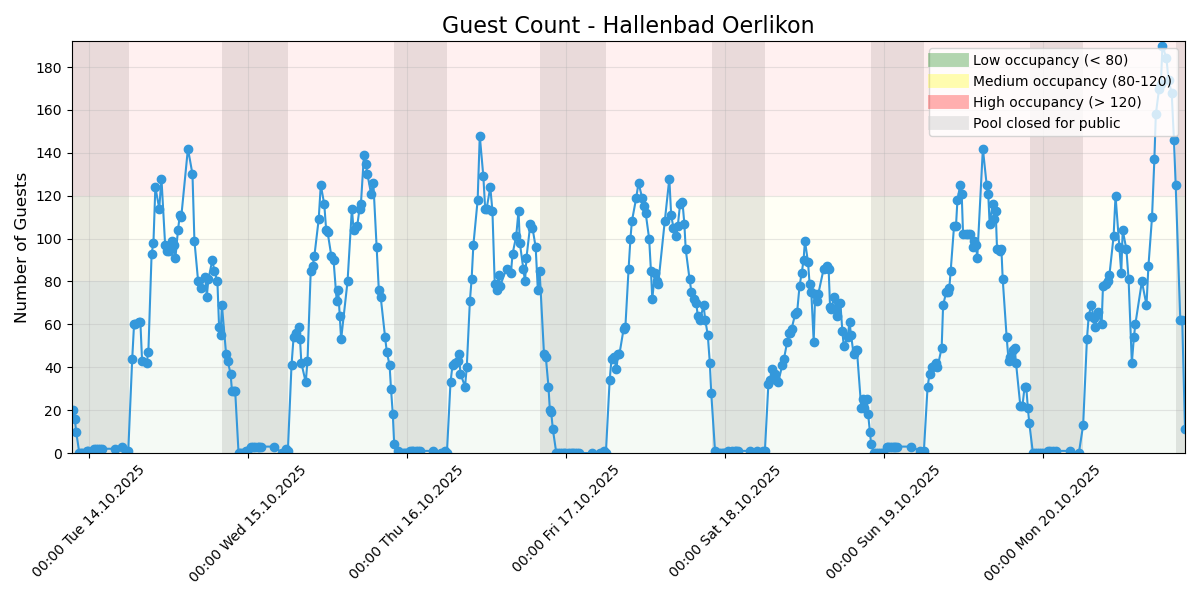 Guest Count - Hallenbad Oerlikon
Number of Guests
180
160
140
120
100
80
60
40
20
0
Low occupancy (< 80)
Medium occupancy (80-120)
High occupancy (> 120)
Pool closed for public
00:00 Tue 14.10.2025
00:00 Wed 15.10.2025
00:00 Thu 16.10.2025
00:00 Fri 17.10.2025
00:00 Sat 18.10.2025
00:00 Sun 19.10.2025
00:00 Mon 20.10.2025